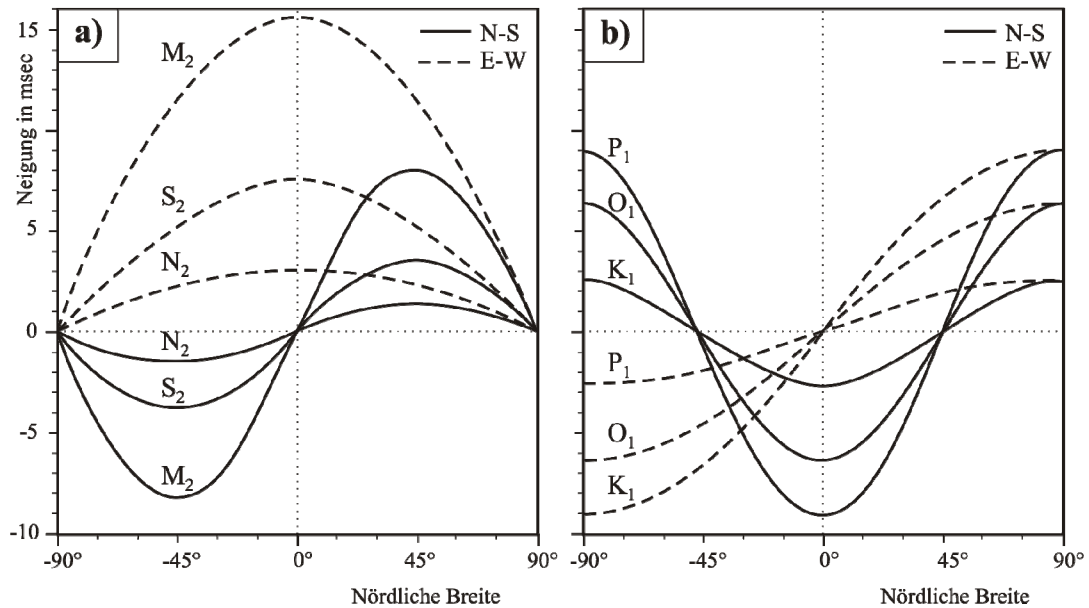 a)
N-S
E-W
M₂
S₂
N₂
N₂
S₂
M₂
Neigung in msec
15
5
0
-5
-10
-90°
-45°
0°
45°
90°
Nördliche Breite
b)
N-S
E-W
P₁
O₁
K₁
P₁
O₁
K₁
-90°
-45°
0°
45°
90°
Nördliche Breite